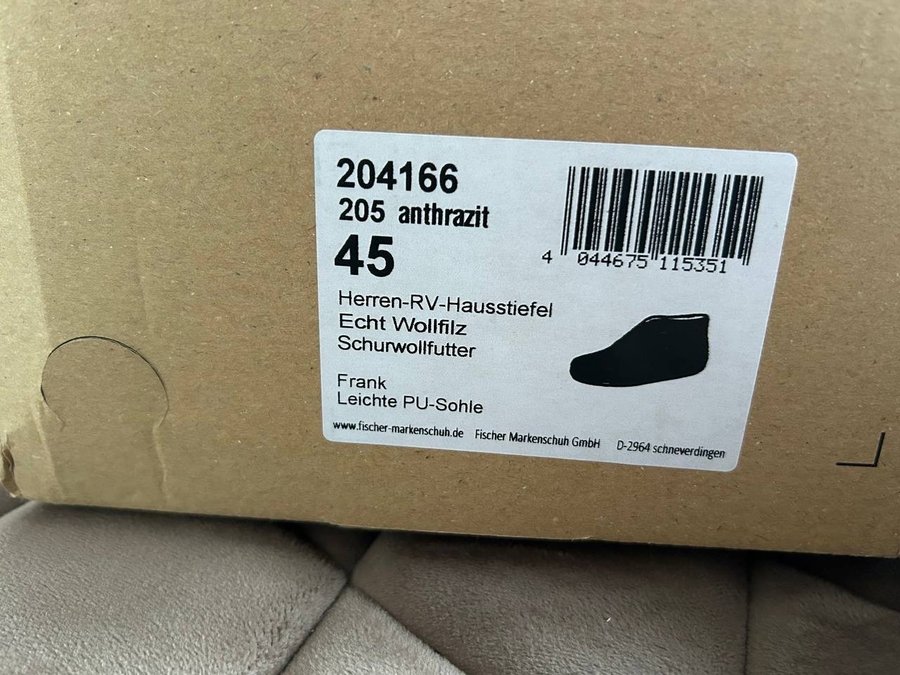 204166
205 anthrazit
45
4 044675 115351
Herren-RV-Hausstiefel
Echt Wollfilz
Schurwollfutter
Frank
Leichte PU-Sohle
www.fischer-markenschuh.de Fischer Markenschuh GmbH D-2964 schneverdingen